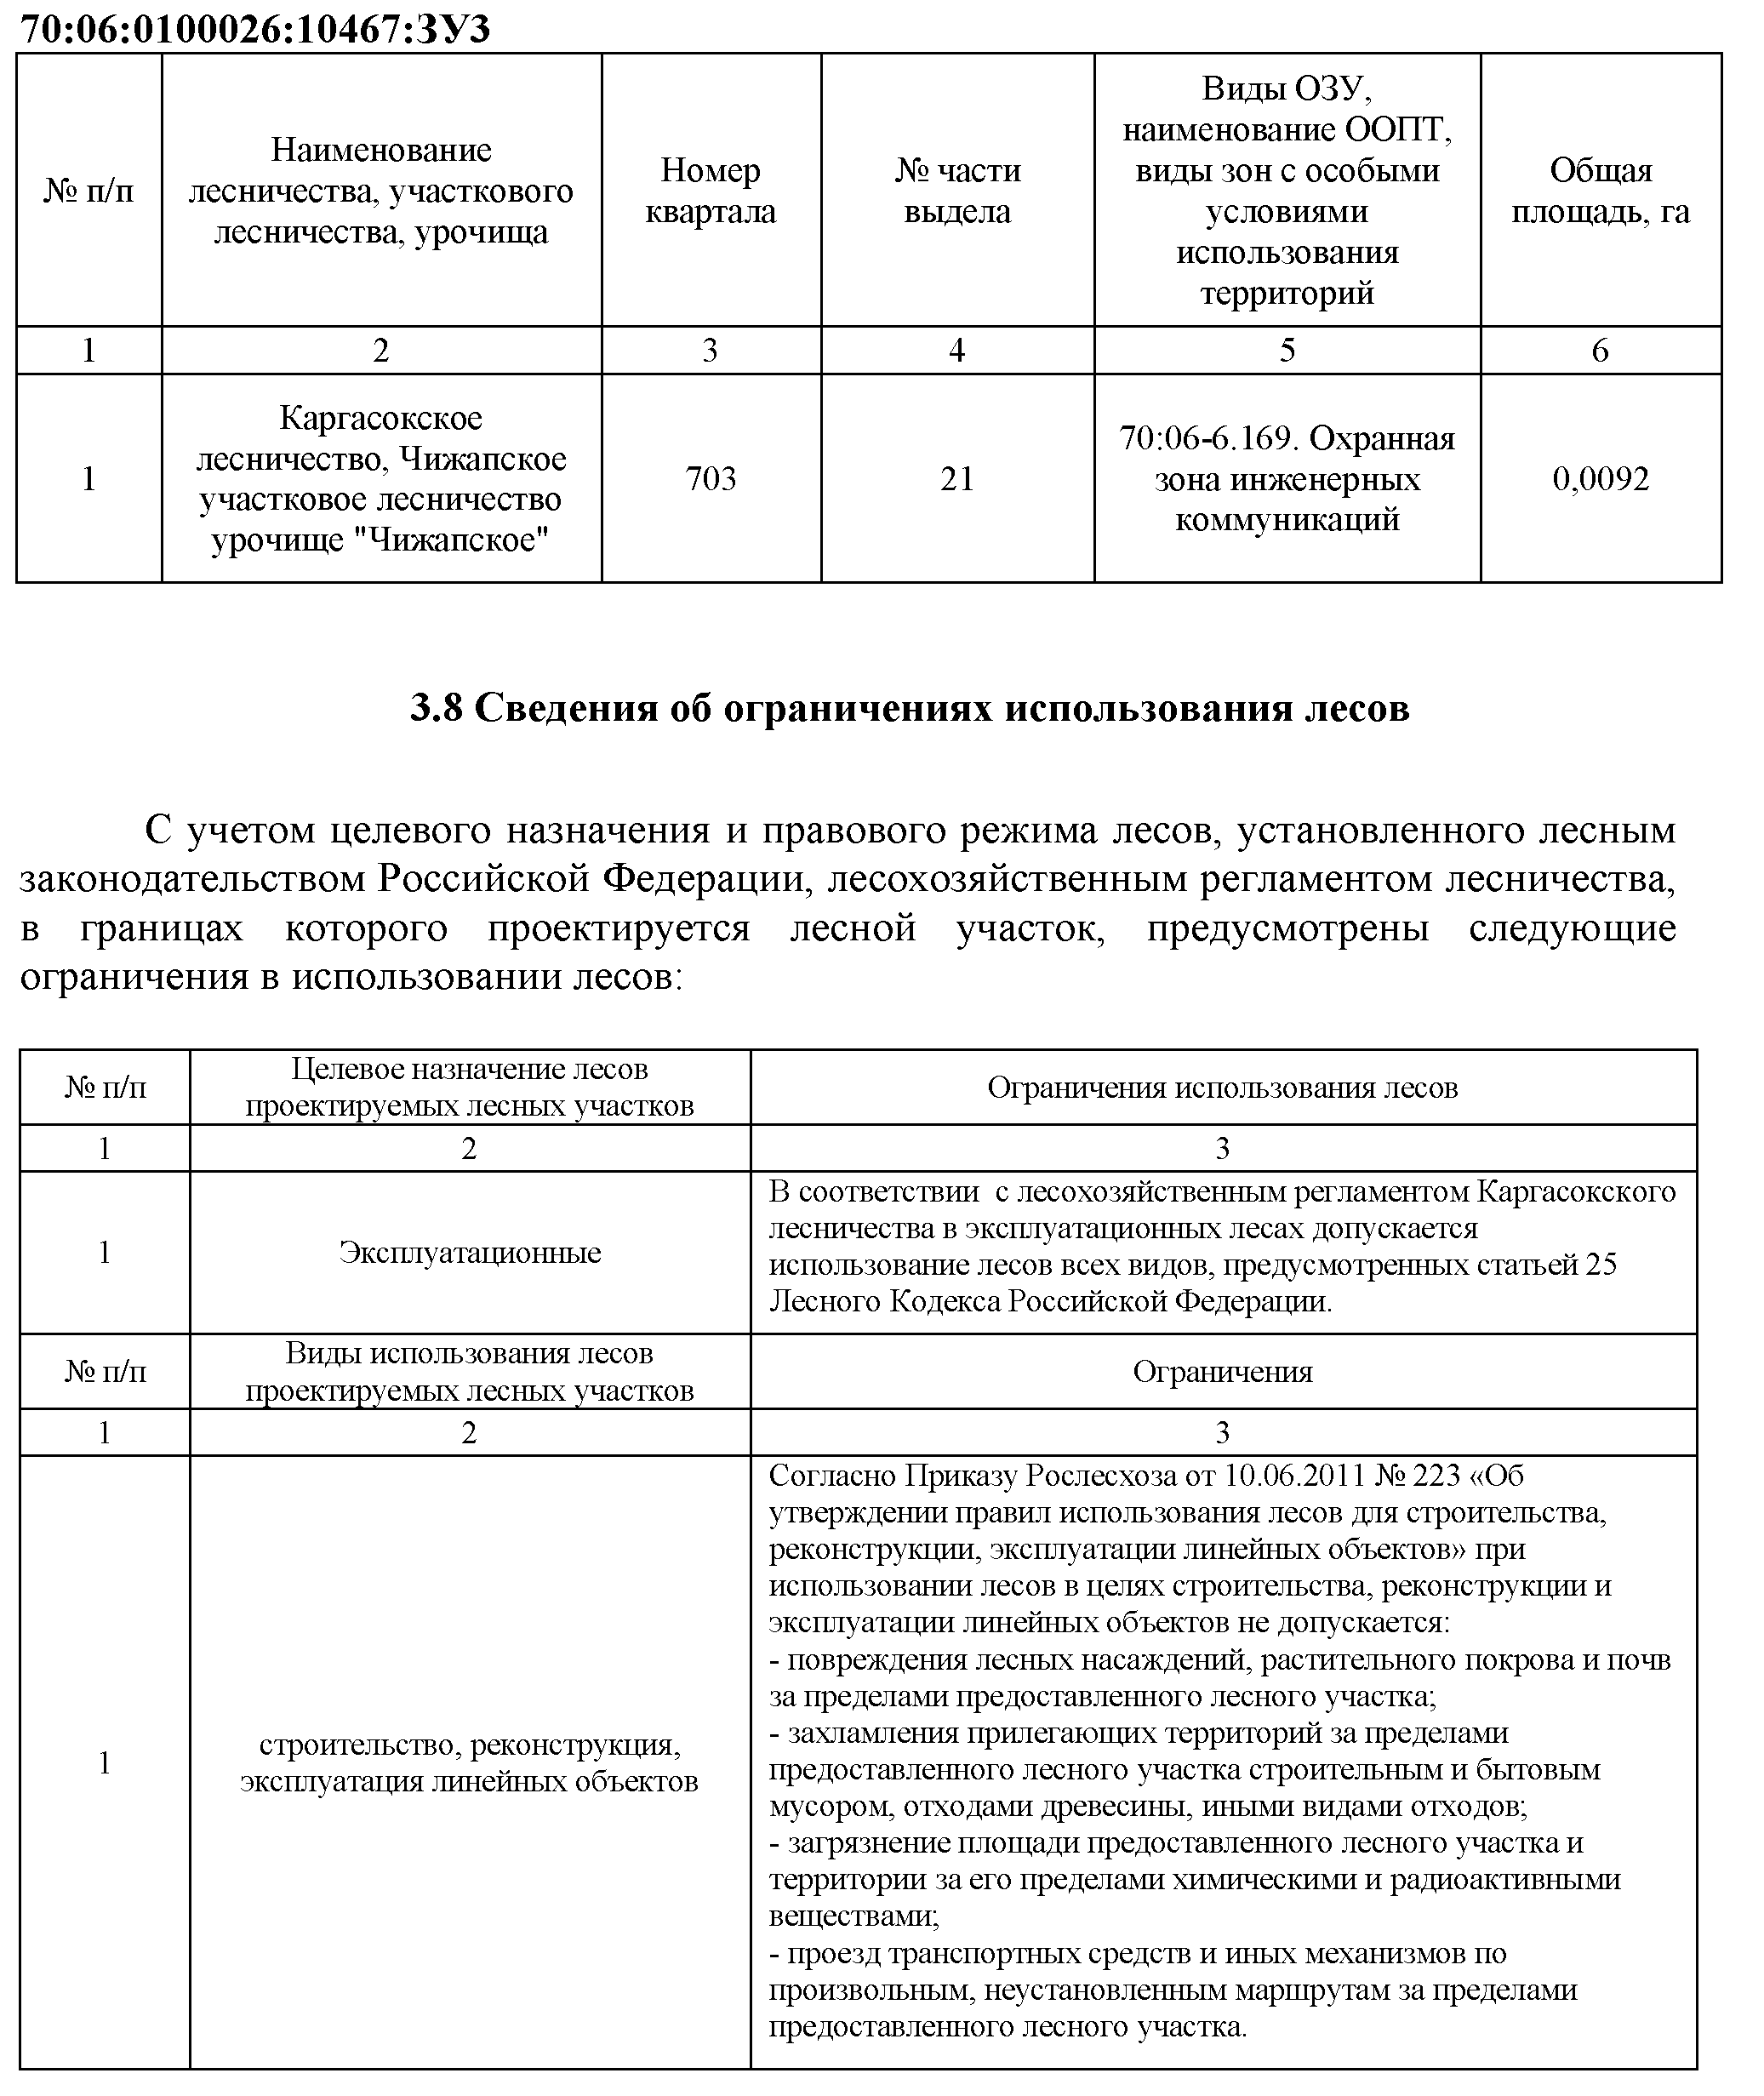 70:06:0100026:10467:ЗУ3
№ п/п
Наименование
лесничества, участкового
лесничества, урочища
Номер
квартала
№ части
выдела
Виды ОЗУ,
наименование ООПТ,
виды зон с особыми
условиями
использования
территорий
Общая
площадь, га
1
2
3
4
5
6
1
Каргасокское
лесничество, Чижапское
участковое лесничество
урочище "Чижапское"
703
21
70:06-6.169. Охранная
зона инженерных
коммуникаций
0,0092
3.8 Сведения об ограничениях использования лесов
С учетом целевого назначения и правового режима лесов, установленного лесным
законодательством Российской Федерации, лесохозяйственным регламентом лесничества,
в границах которого проектируется лесной участок, предусмотрены следующие
ограничения в использовании лесов:
№ п/п
Целевое назначение лесов
проектируемых лесных участков
Ограничения использования лесов
1
2
3
1
Эксплуатационные
В соответствии  с лесохозяйственным регламентом Каргасокского
лесничества в эксплуатационных лесах допускается
использование лесов всех видов, предусмотренных статьей 25
Лесного Кодекса Российской Федерации.
№ п/п
Виды использования лесов
проектируемых лесных участков
Ограничения
1
2
3
1
строительство, реконструкция,
эксплуатация линейных объектов
Согласно Приказу Рослесхоза от 10.06.2011 № 223 «Об
утверждении правил использования лесов для строительства,
реконструкции, эксплуатации линейных объектов» при
использовании лесов в целях строительства, реконструкции и
эксплуатации линейных объектов не допускается:
- повреждения лесных насаждений, растительного покрова и почв
за пределами предоставленного лесного участка;
- захламления прилегающих территорий за пределами
предоставленного лесного участка строительным и бытовым
мусором, отходами древесины, иными видами отходов;
- загрязнение площади предоставленного лесного участка и
территории за его пределами химическими и радиоактивными
веществами;
- проезд транспортных средств и иных механизмов по
произвольным, неустановленным маршрутам за пределами
предоставленного лесного участка.